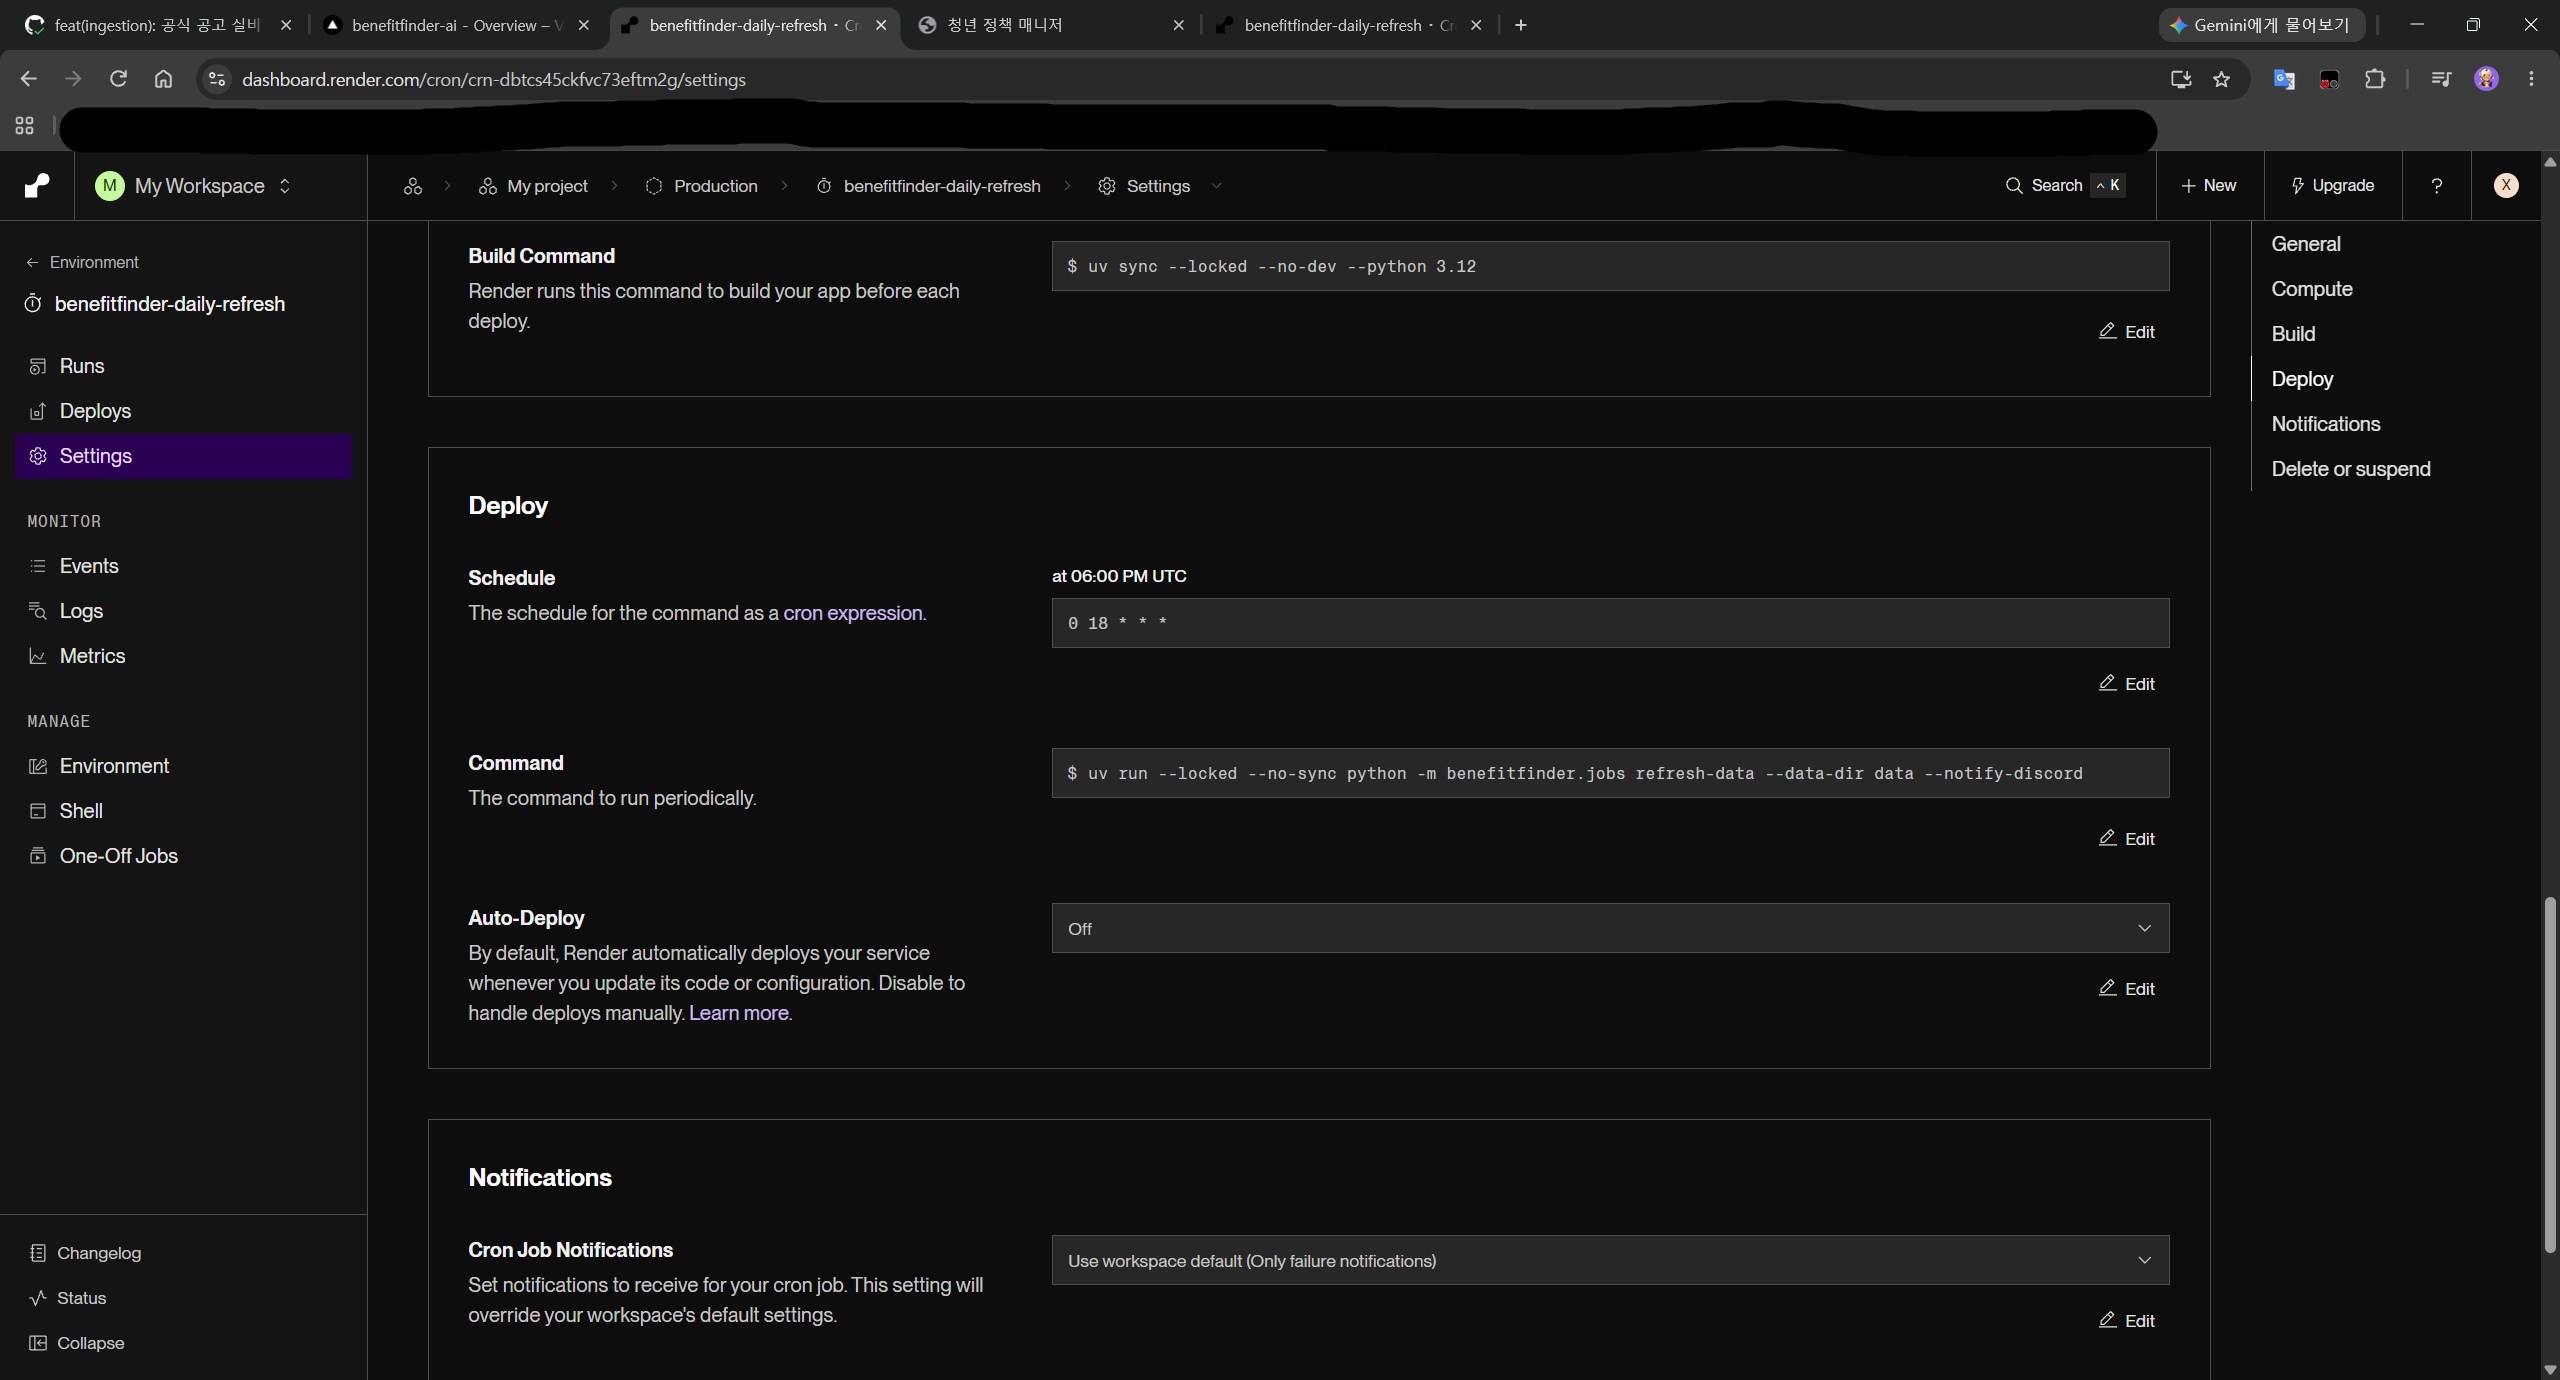 feat(ingestion): 공식 공고 실비
benefitfinder-ai - Overview – V
benefitfinder-daily-refresh · Cr
청년 정책 매니저
benefitfinder-daily-refresh · Cr
Gemini에게 물어보기
dashboard.render.com/cron/crn-dbtcs45ckfvc73eftm2g/settings
M My Workspace
My project
Production
benefitfinder-daily-refresh
Settings
Search ^ K
+ New
Upgrade
?
X
Environment
benefitfinder-daily-refresh
Runs
Deploys
Settings
MONITOR
Events
Logs
Metrics
MANAGE
Environment
Shell
One-Off Jobs
Changelog
Status
Collapse
Build Command
Render runs this command to build your app before each
deploy.
$ uv sync --locked --no-dev --python 3.12
Edit
Deploy
Schedule
The schedule for the command as a cron expression.
at 06:00 PM UTC
0 18 * * *
Edit
Command
The command to run periodically.
$ uv run --locked --no-sync python -m benefitfinder.jobs refresh-data --data-dir data --notify-discord
Edit
Auto-Deploy
By default, Render automatically deploys your service
whenever you update its code or configuration. Disable to
handle deploys manually. Learn more.
Off
Edit
Notifications
Cron Job Notifications
Set notifications to receive for your cron job. This setting will
override your workspace's default settings.
Use workspace default (Only failure notifications)
Edit
General
Compute
Build
Deploy
Notifications
Delete or suspend